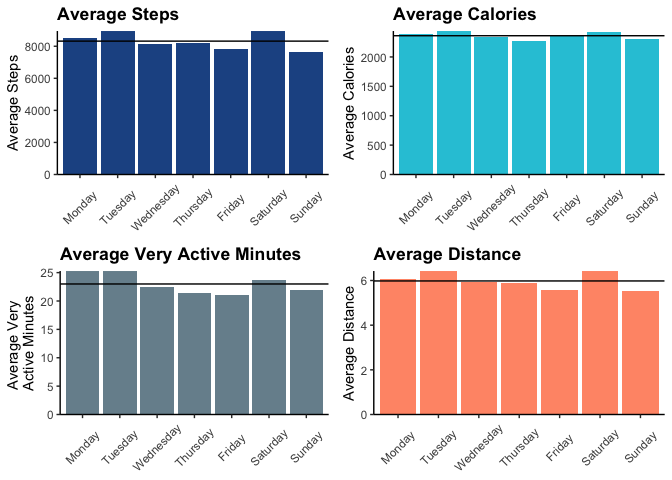 Average Steps
Average Steps
8000
6000
4000
2000
0
Monday
Tuesday
Wednesday
Thursday
Friday
Saturday
Sunday
Average Calories
Average Calories
2000
1500
1000
500
0
Monday
Tuesday
Wednesday
Thursday
Friday
Saturday
Sunday
Average Very Active Minutes
Average Very
Active Minutes
25
20
15
10
5
0
Monday
Tuesday
Wednesday
Thursday
Friday
Saturday
Sunday
Average Distance
Average Distance
6
4
2
0
Monday
Tuesday
Wednesday
Thursday
Friday
Saturday
Sunday